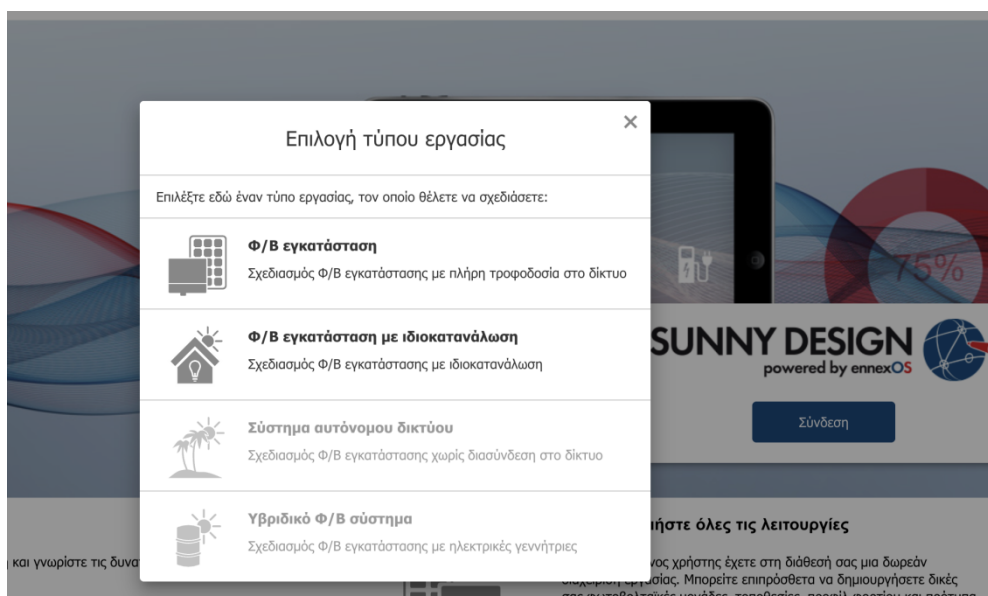 Επιλογή τύπου εργασίας
Επιλέξτε εδώ έναν τύπο εργασίας, τον οποίο θέλετε να σχεδιάσετε:
Φ/Β εγκατάσταση
Σχεδιασμός Φ/Β εγκατάστασης με πλήρη τροφοδοσία στο δίκτυο
Φ/Β εγκατάσταση με ιδιοκατανάλωση
Σχεδιασμός Φ/Β εγκατάστασης με ιδιοκατανάλωση
Σύστημα αυτόνομου δικτύου
Σχεδιασμός Φ/Β εγκατάστασης χωρίς διασύνδεση στο δίκτυο
Υβριδικό Φ/Β σύστημα
Σχεδιασμός Φ/Β εγκατάστασης με ηλεκτρικές γεννήτριες
75%
SUNNY DESIGN
powered by ennexOS
Σύνδεση
όλες τις λειτουργίες
και γνωρίστε τις
χρήστης έχετε στη διάθεσή σας μια δωρεάν
εργασίας. Μπορείτε επιπρόσθετα να δημιουργήσετε δικές